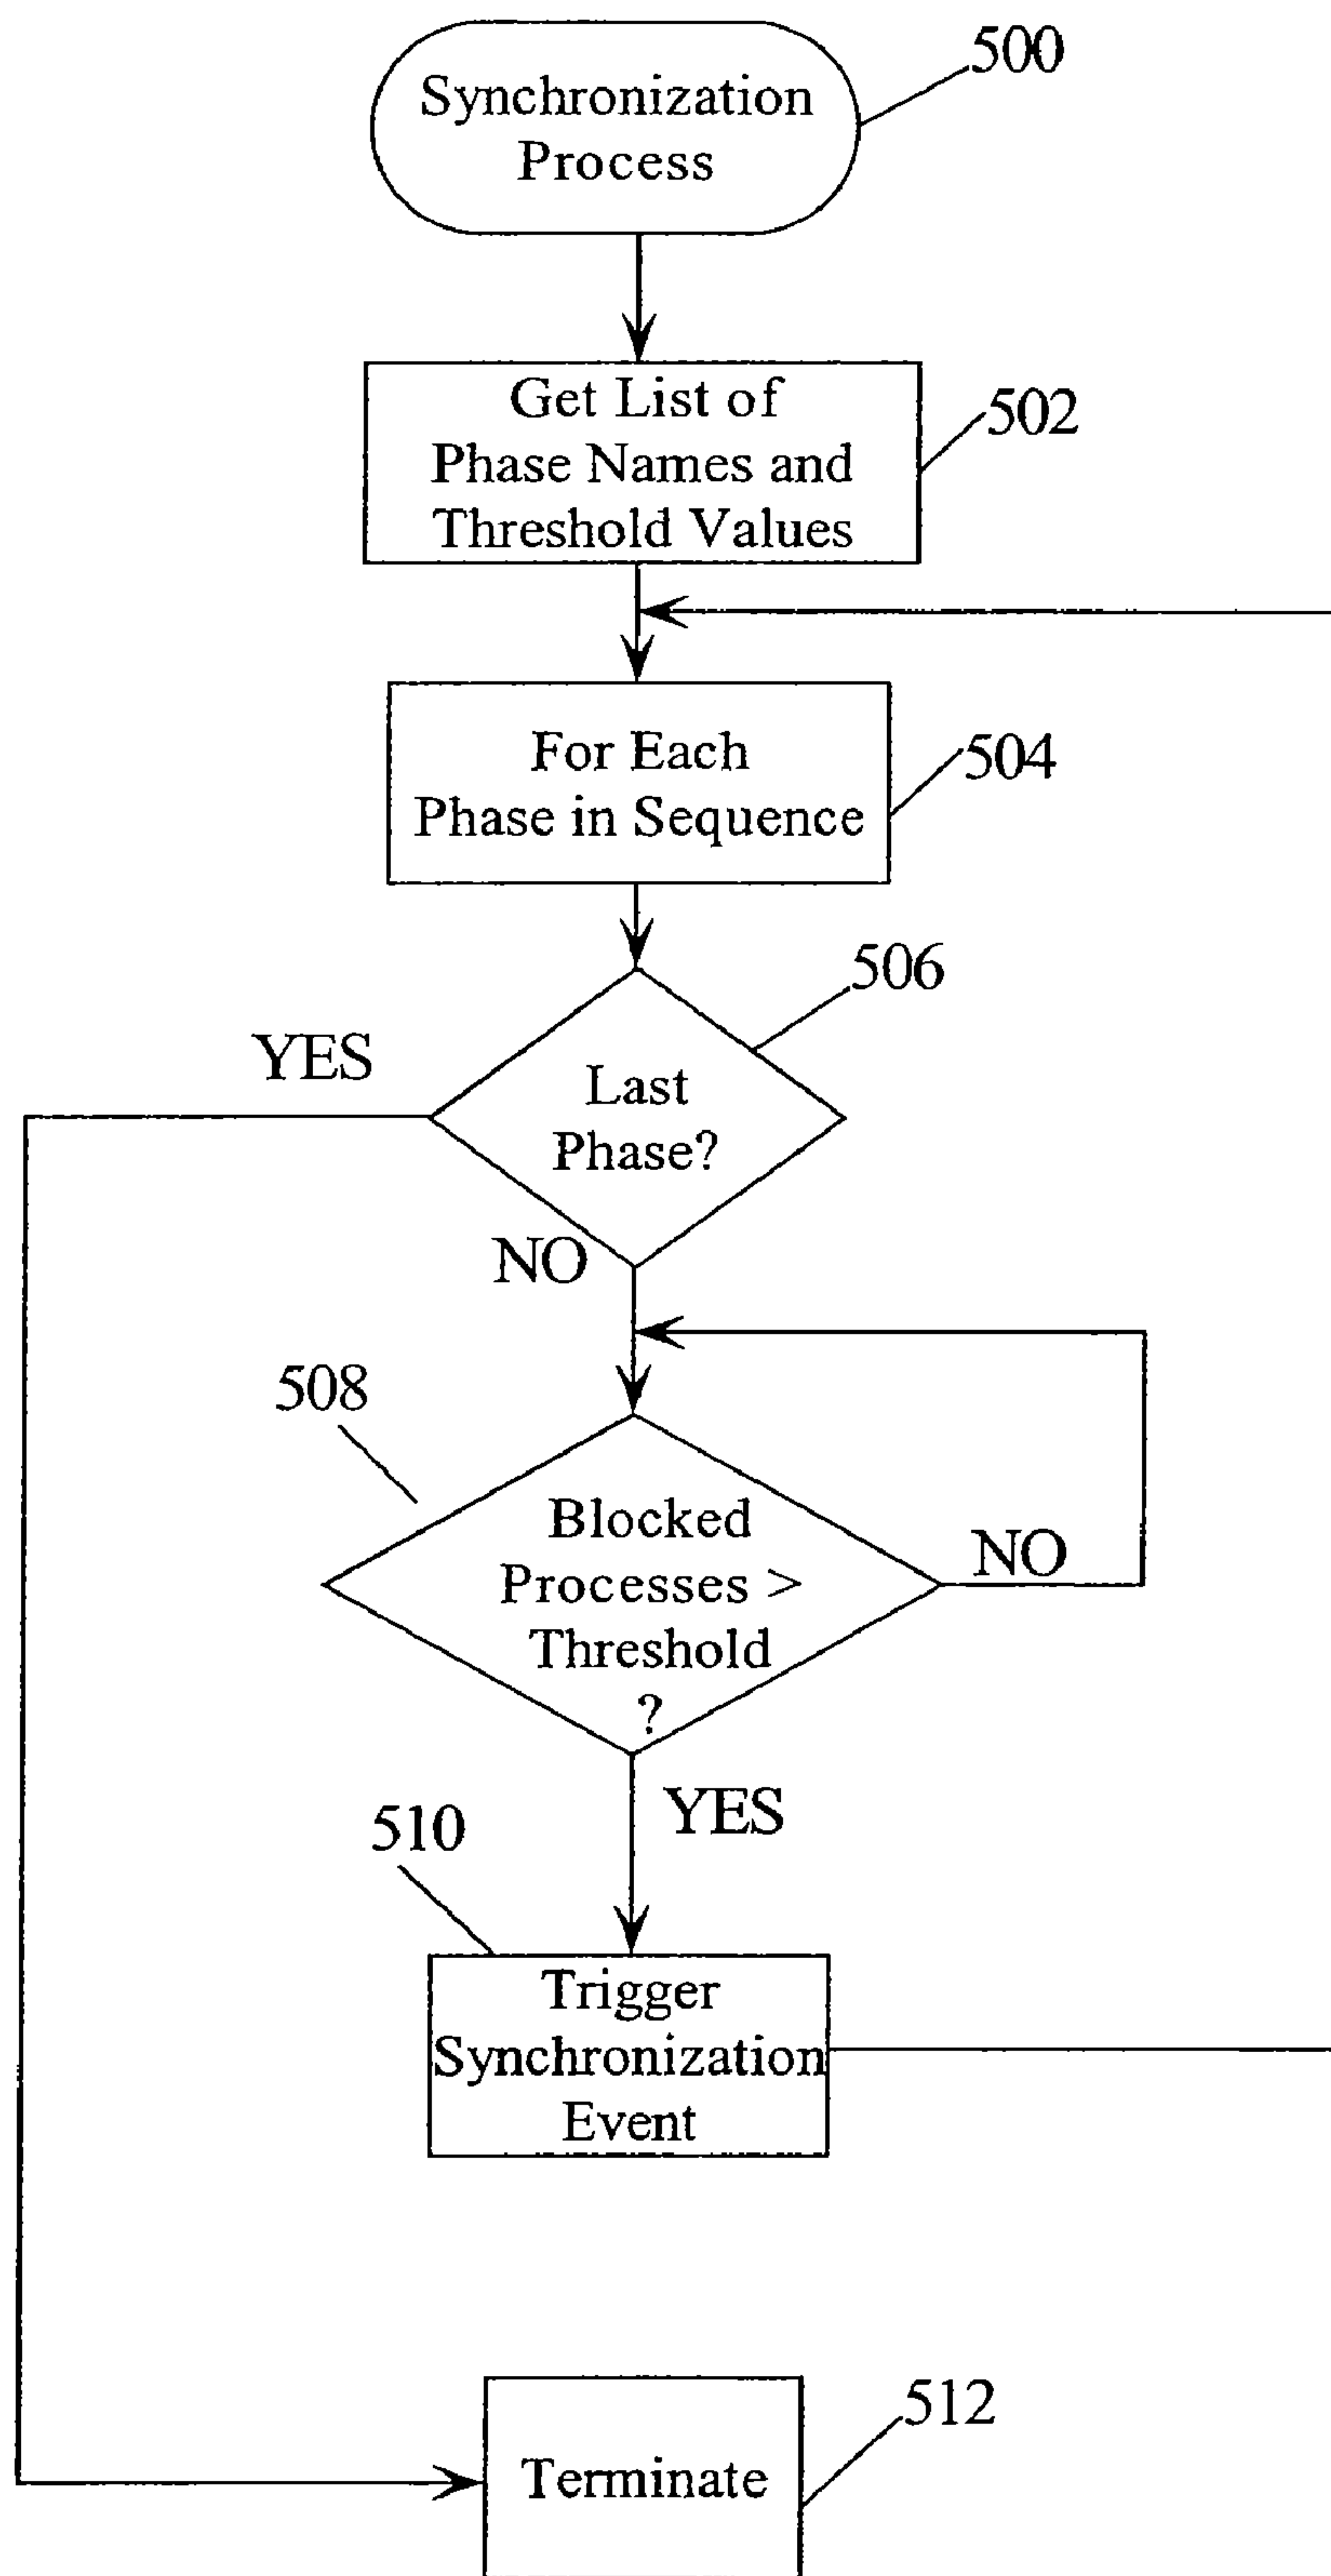 500
Synchronization
Process
502
Get List of
Phase Names and
Threshold Values
504
For Each
Phase in Sequence
506
YES
Last
Phase?
NO
508
Blocked
Processes >
Threshold
?
NO
YES
510
Trigger
Synchronization
Event
512
Terminate